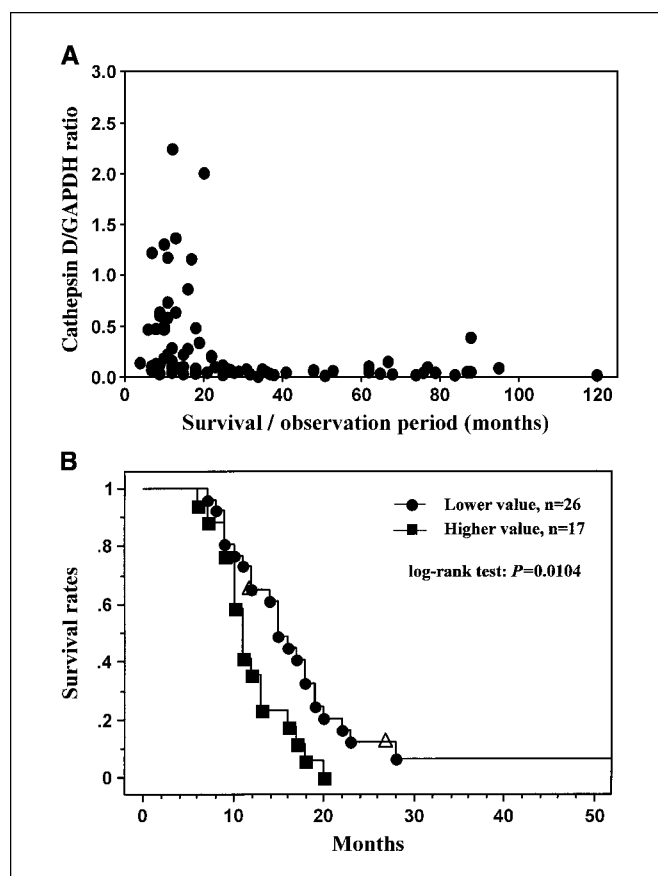 A
3.0
2.5
2.0
1.5
1.0
0.5
0.0
Cathepsin D/GAPDH ratio
0 20 40 60 80 100 120
Survival / observation period (months)
B
1
.8
.6
.4
.2
0
Survival rates
Lower value, n=26
Higher value, n=17
log-rank test: P=0.0104
0 10 20 30 40 50
Months